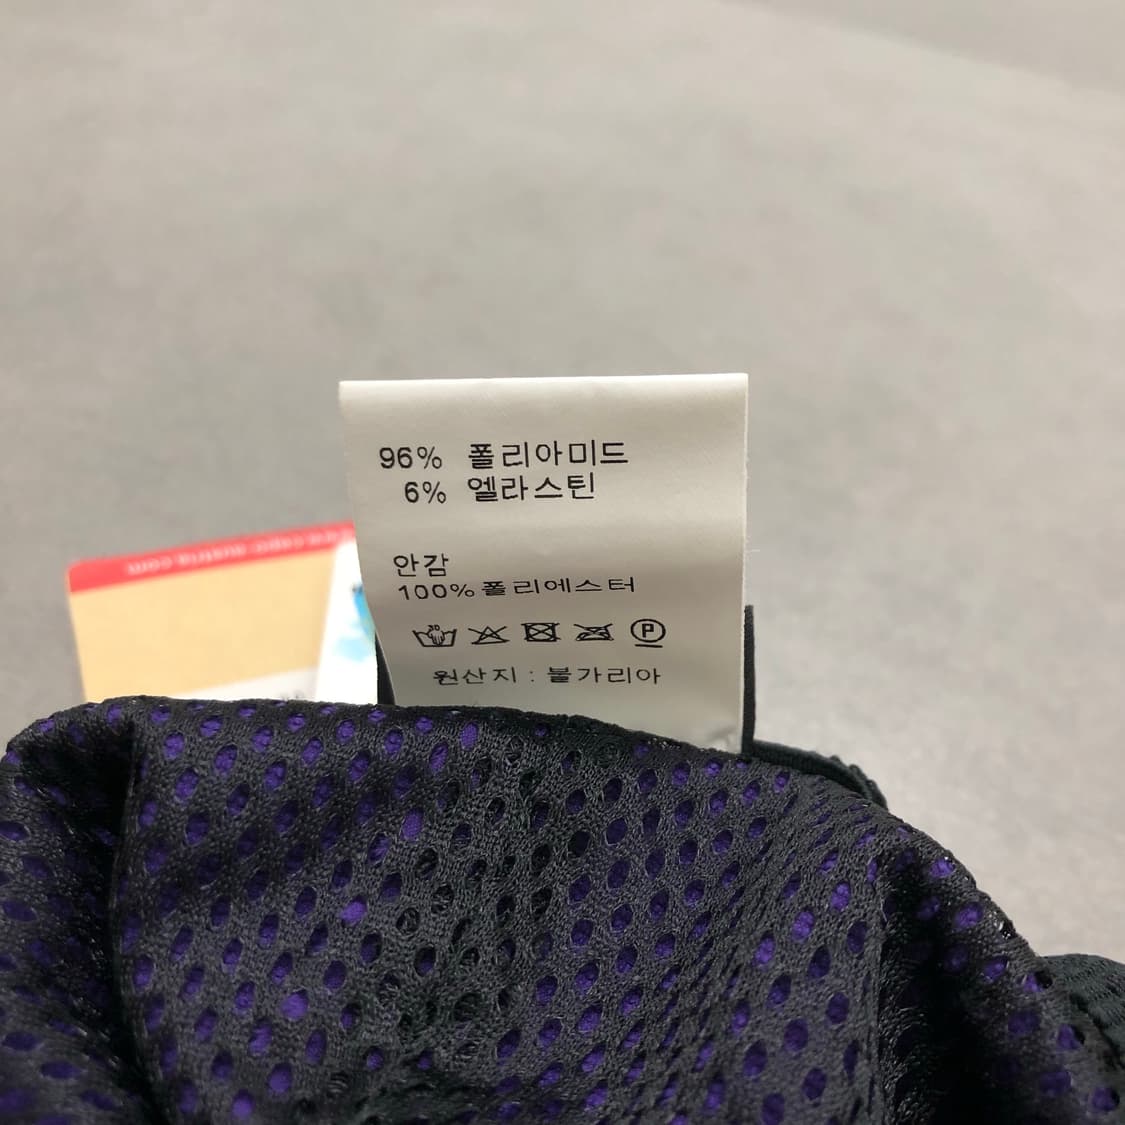 96% 폴리아미드
6% 엘라스틴
안감
100% 폴리에스터
30
P
원산지 : 불가리아